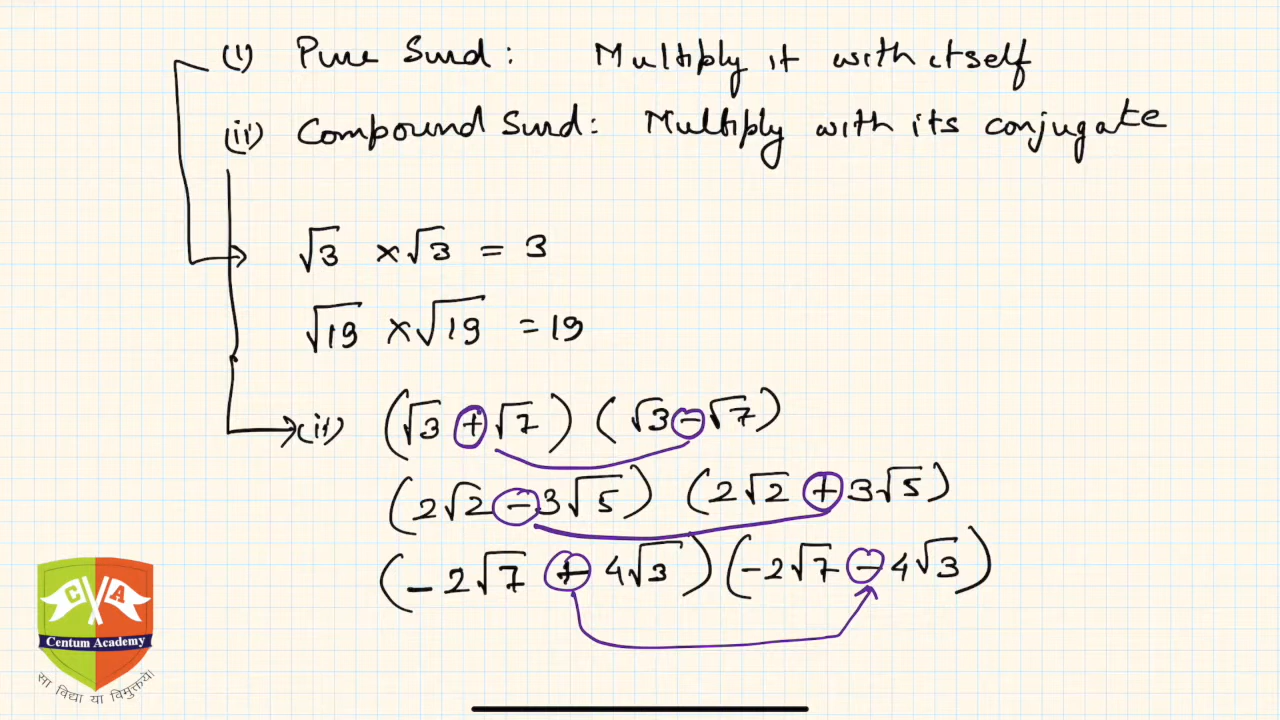 (i) Pure Surd : Multiply it with itself
(ii) Compound Surd : Multiply with its conjugate
√3 × √3 = 3
√19 × √19 = 19
(ii) (√3 + √7) (√3 - √7)
(2√2 - 3√5) (2√2 + 3√5)
(-2√7 + 4√3) (-2√7 - 4√3)
C A
Centum Academy
सा विद्या या विमुक्तये।